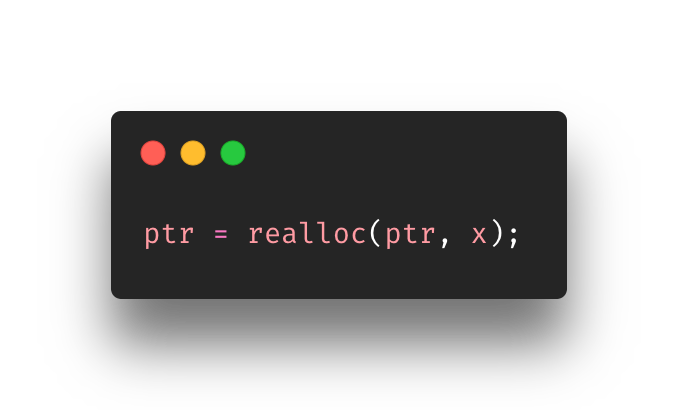 ptr = realloc(ptr, x);